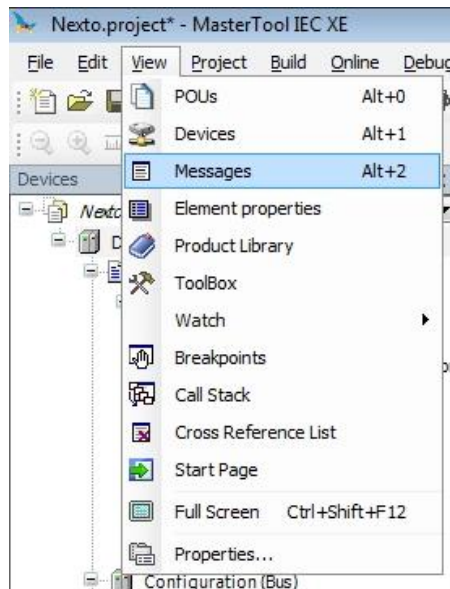 Nexto.project* - MasterTool IEC XE
File Edit View Project Build Online Debug
POUs Alt+0
Devices Alt+1
Devices
Messages Alt+2
Element properties
Product Library
ToolBox
Watch
Breakpoints
Call Stack
Cross Reference List
Start Page
Full Screen Ctrl+Shift+F12
Properties...
Configuration (Bus)